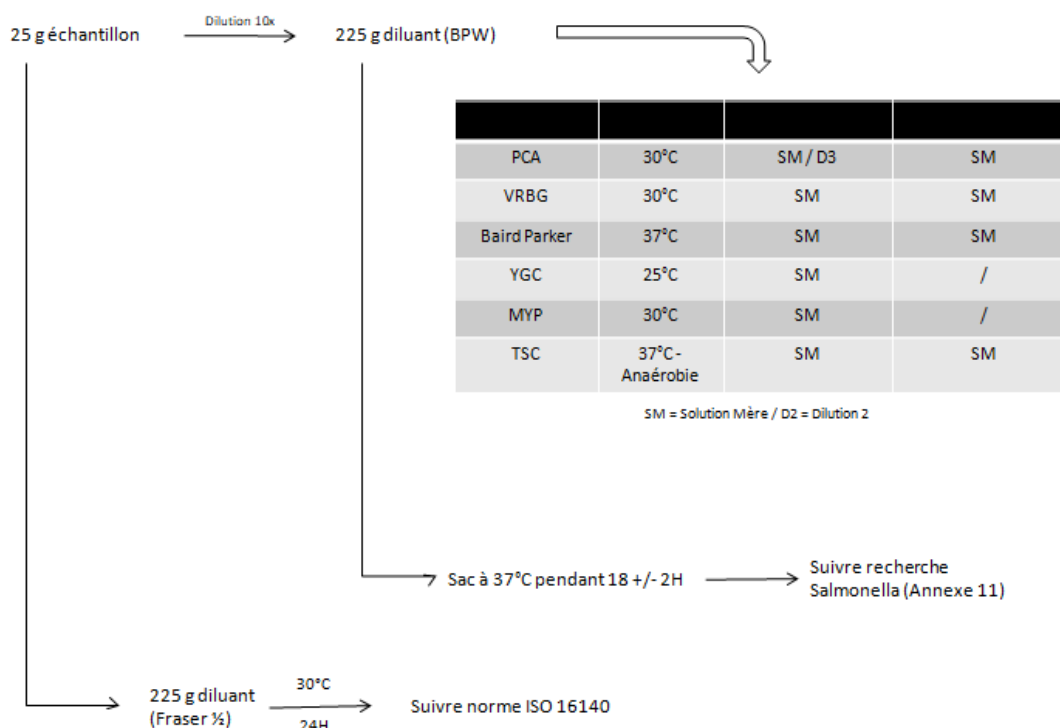 Dilution 10x
25 g échantillon
225 g diluant (BPW)
PCA 30°C SM / D3 SM
VRBG 30°C SM SM
Baird Parker 37°C SM SM
YGC 25°C SM /
MYP 30°C SM /
TSC 37°C - SM SM
Anaérobie
SM = Solution Mère / D2 = Dilution 2
Sac à 37°C pendant 18 +/- 2H
Suivre recherche
Salmonella (Annexe 11)
225 g diluant
(Fraser ½)
30°C
24H
Suivre norme ISO 16140